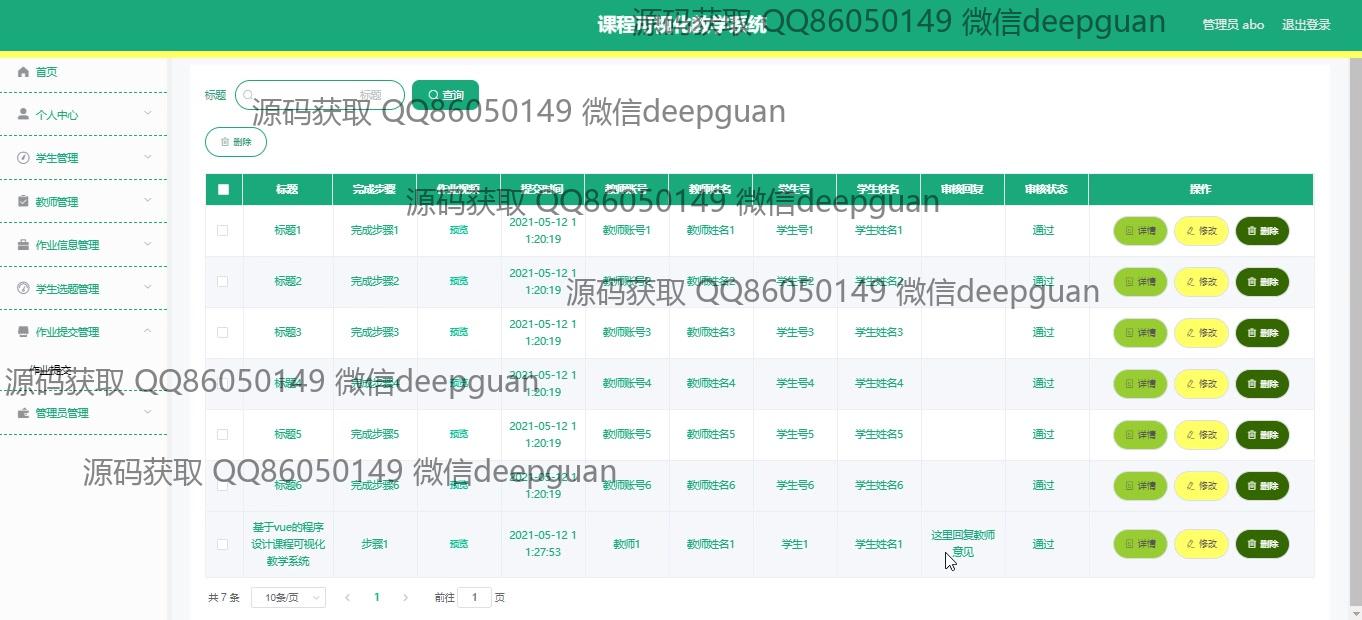 课程可视化教学系统
源码获取 QQ86050149 微信deepguan
管理员 abo
退出登录
首页
个人中心
学生管理
教师管理
作业信息管理
学生选题管理
作业提交管理
作业提交
管理员管理
标题
标题
查询
源码获取 QQ86050149 微信deepguan
删除
标题 完成步骤 作业视频 提交时间 教师账号 教师姓名 学生号 学生姓名 审核回复 审核状态 操作
源码获取 QQ86050149 微信deepguan
标题1 完成步骤1 预览 2021-05-12 1 教师账号1 教师姓名1 学生号1 学生姓名1 通过 详情 修改 删除
1:20:19
标题2 完成步骤2 预览 2021-05-12 1 教师账号2 教师姓名2 学生号2 学生姓名2 通过 详情 修改 删除
1:20:19
源码获取 QQ86050149 微信deepguan
标题3 完成步骤3 预览 2021-05-12 1 教师账号3 教师姓名3 学生号3 学生姓名3 通过 详情 修改 删除
1:20:19
标题4 完成步骤4 预览 2021-05-12 1 教师账号4 教师姓名4 学生号4 学生姓名4 通过 详情 修改 删除
1:20:19
源码获取 QQ86050149 微信deepguan
标题5 完成步骤5 预览 2021-05-12 1 教师账号5 教师姓名5 学生号5 学生姓名5 通过 详情 修改 删除
1:20:19
标题6 完成步骤6 预览 2021-05-12 1 教师账号6 教师姓名6 学生号6 学生姓名6 通过 详情 修改 删除
1:20:19
源码获取 QQ86050149 微信deepguan
基于vue的程序
设计课程可视化
教学系统
步骤1 预览 2021-05-12 1 教师1 教师姓名1 学生1 学生姓名1 这里回复教师 通过 详情 修改 删除
1:27:53 意见
共 7 条 10条/页 1 前往 1 页